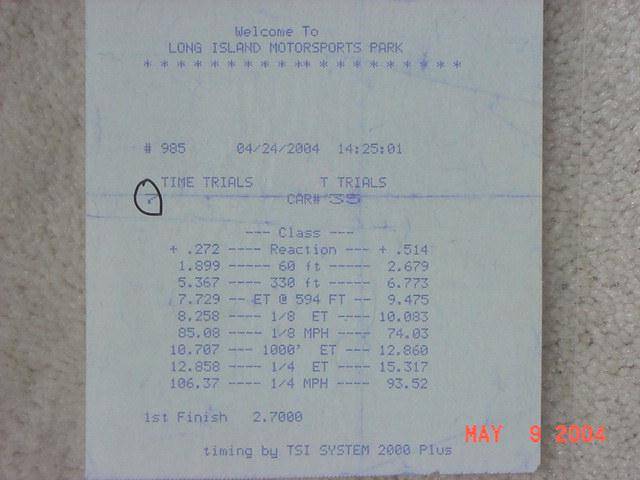 Welcome To
LONG ISLAND MOTORSPORTS PARK
* * * * * * * * * * ** * * * * * * * * * *
# 985 04/24/2004 14:25:01
TIME TRIALS T TRIALS
7 CAR# 35
--- Class ---
+ .272 ---- Reaction --- + .514
1.899 ----- 60 ft ----- 2.679
5.367 ---- 330 ft ----- 6.773
7.729 -- ET @ 594 FT -- 9.475
8.258 ---- 1/8 ET ---- 10.083
85.08 ---- 1/8 MPH ---- 74.03
10.707 --- 1000' ET --- 12.860
12.858 ---- 1/4 ET ---- 15.317
106.37 ---- 1/4 MPH ---- 93.52
1st Finish 2.7000
timing by TSI SYSTEM 2000 Plus
MAY 9 2004